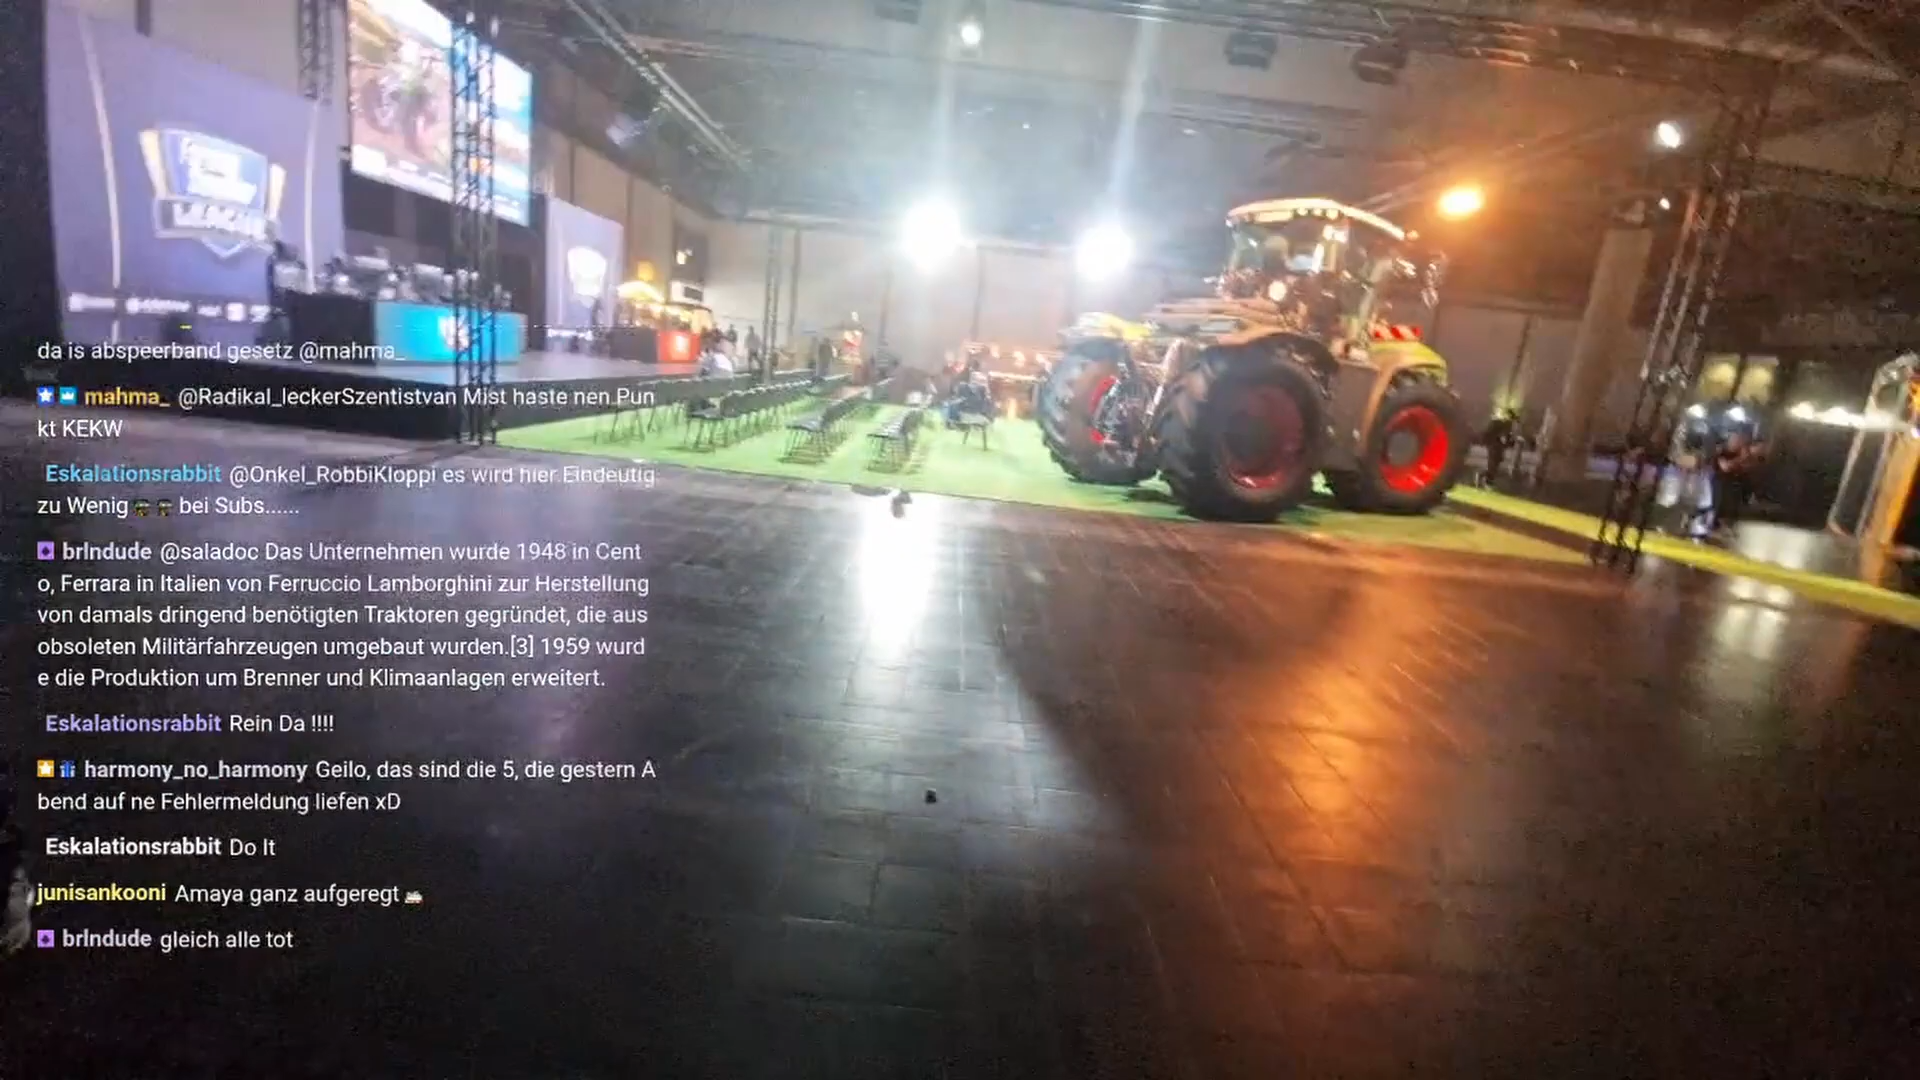 LEAGUE
da is abspeerband gesetz @mahma_
mahma_ @Radikal_leckerSzentistvan Mist haste nen Pun
kt KEKW
Eskalationsrabbit @Onkel_RobbiKloppi es wird hier Eindeutig
zu Wenig bei Subs......
brlndude @saladoc Das Unternehmen wurde 1948 in Cent
o, Ferrara in Italien von Ferruccio Lamborghini zur Herstellung
von damals dringend benötigten Traktoren gegründet, die aus
obsoleten Militärfahrzeugen umgebaut wurden.[3] 1959 wurd
e die Produktion um Brenner und Klimaanlagen erweitert.
Eskalationsrabbit Rein Da !!!!
harmony_no_harmony Geilo, das sind die 5, die gestern A
bend auf ne Fehlermeldung liefen xD
Eskalationsrabbit Do It
junisankooni Amaya ganz aufgeregt
brlndude gleich alle tot